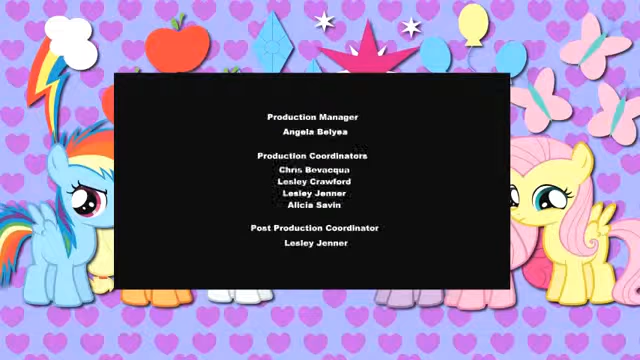 Production Manager
Angela Belyea
Production Coordinators
Chris Bevacqua
Lesley Crawford
Lesley Jenner
Alicia Savin
Post Production Coordinator
Lesley Jenner